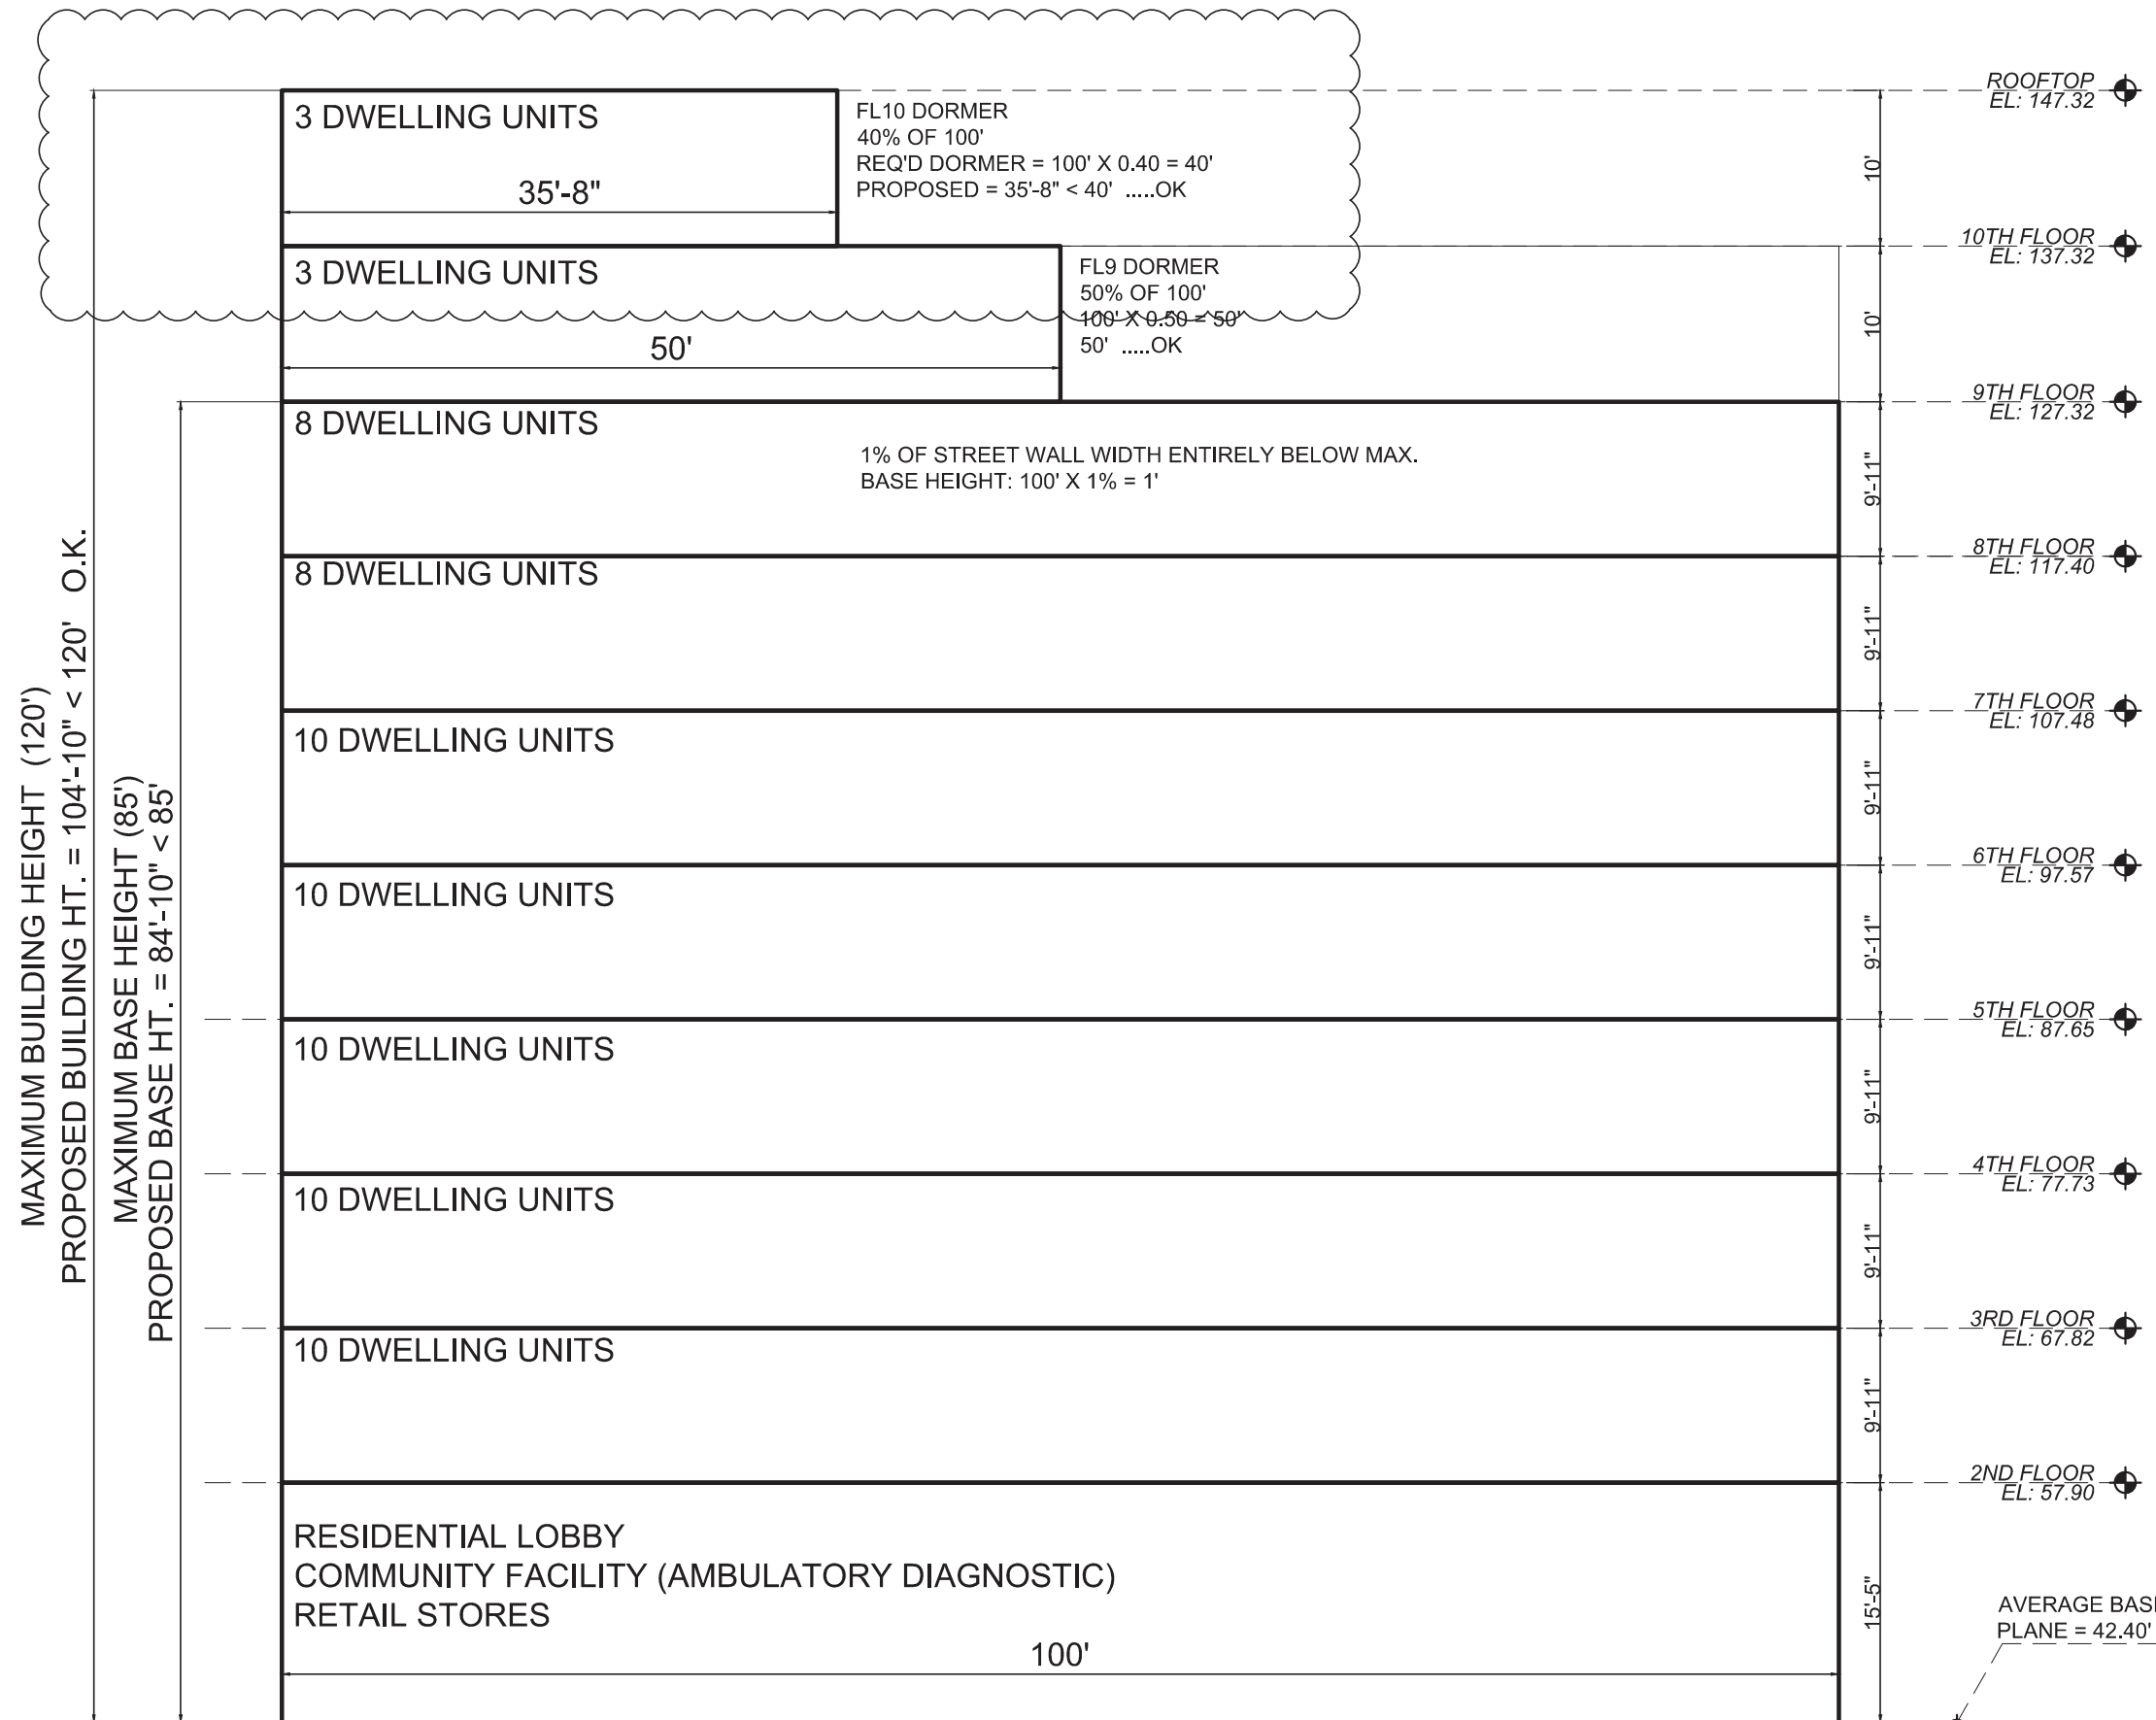 3 DWELLING UNITS
35'-8"
FL10 DORMER
40% OF 100'
REQ'D DORMER = 100' X 0.40 = 40'
PROPOSED = 35'-8" < 40' .....OK
3 DWELLING UNITS
50'
FL9 DORMER
50% OF 100'
100' X 0.50 = 50'
50' .....OK
8 DWELLING UNITS
1% OF STREET WALL WIDTH ENTIRELY BELOW MAX.
BASE HEIGHT: 100' X 1% = 1'
8 DWELLING UNITS
10 DWELLING UNITS
10 DWELLING UNITS
10 DWELLING UNITS
10 DWELLING UNITS
10 DWELLING UNITS
RESIDENTIAL LOBBY
COMMUNITY FACILITY (AMBULATORY DIAGNOSTIC)
RETAIL STORES
100'
MAXIMUM BUILDING HEIGHT (120')
PROPOSED BUILDING HT. = 104'-10" < 120' O.K.
MAXIMUM BASE HEIGHT (85')
PROPOSED BASE HT. = 84'-10" < 85'
10'
10'
9'-11"
9'-11"
9'-11"
9'-11"
9'-11"
9'-11"
9'-11"
15'-5"
ROOFTOP
EL: 147.32
10TH FLOOR
EL: 137.32
9TH FLOOR
EL: 127.32
8TH FLOOR
EL: 117.40
7TH FLOOR
EL: 107.48
6TH FLOOR
EL: 97.57
5TH FLOOR
EL: 87.65
4TH FLOOR
EL: 77.73
3RD FLOOR
EL: 67.82
2ND FLOOR
EL: 57.90
AVERAGE BAS
PLANE = 42.40'